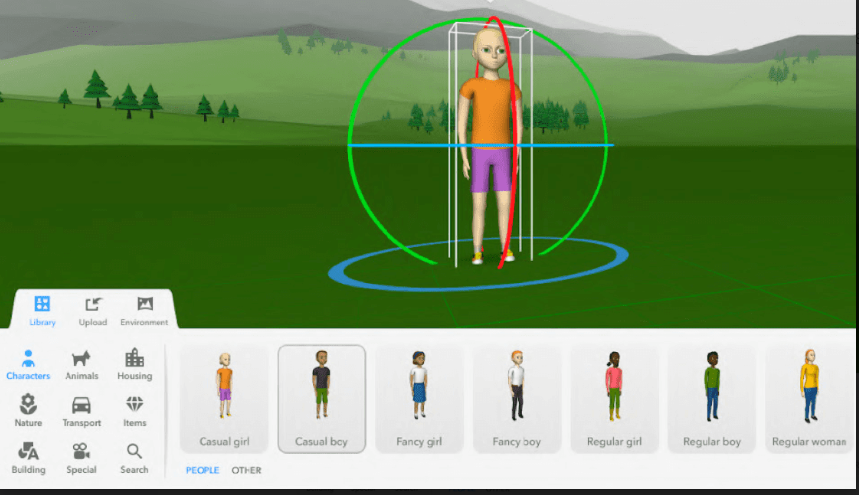 Library Upload Environment
Characters Animals Housing
Nature Transport Items
Building Special Search
Casual girl Casual boy Fancy girl Fancy boy Regular girl Regular boy Regular woman
PEOPLE OTHER